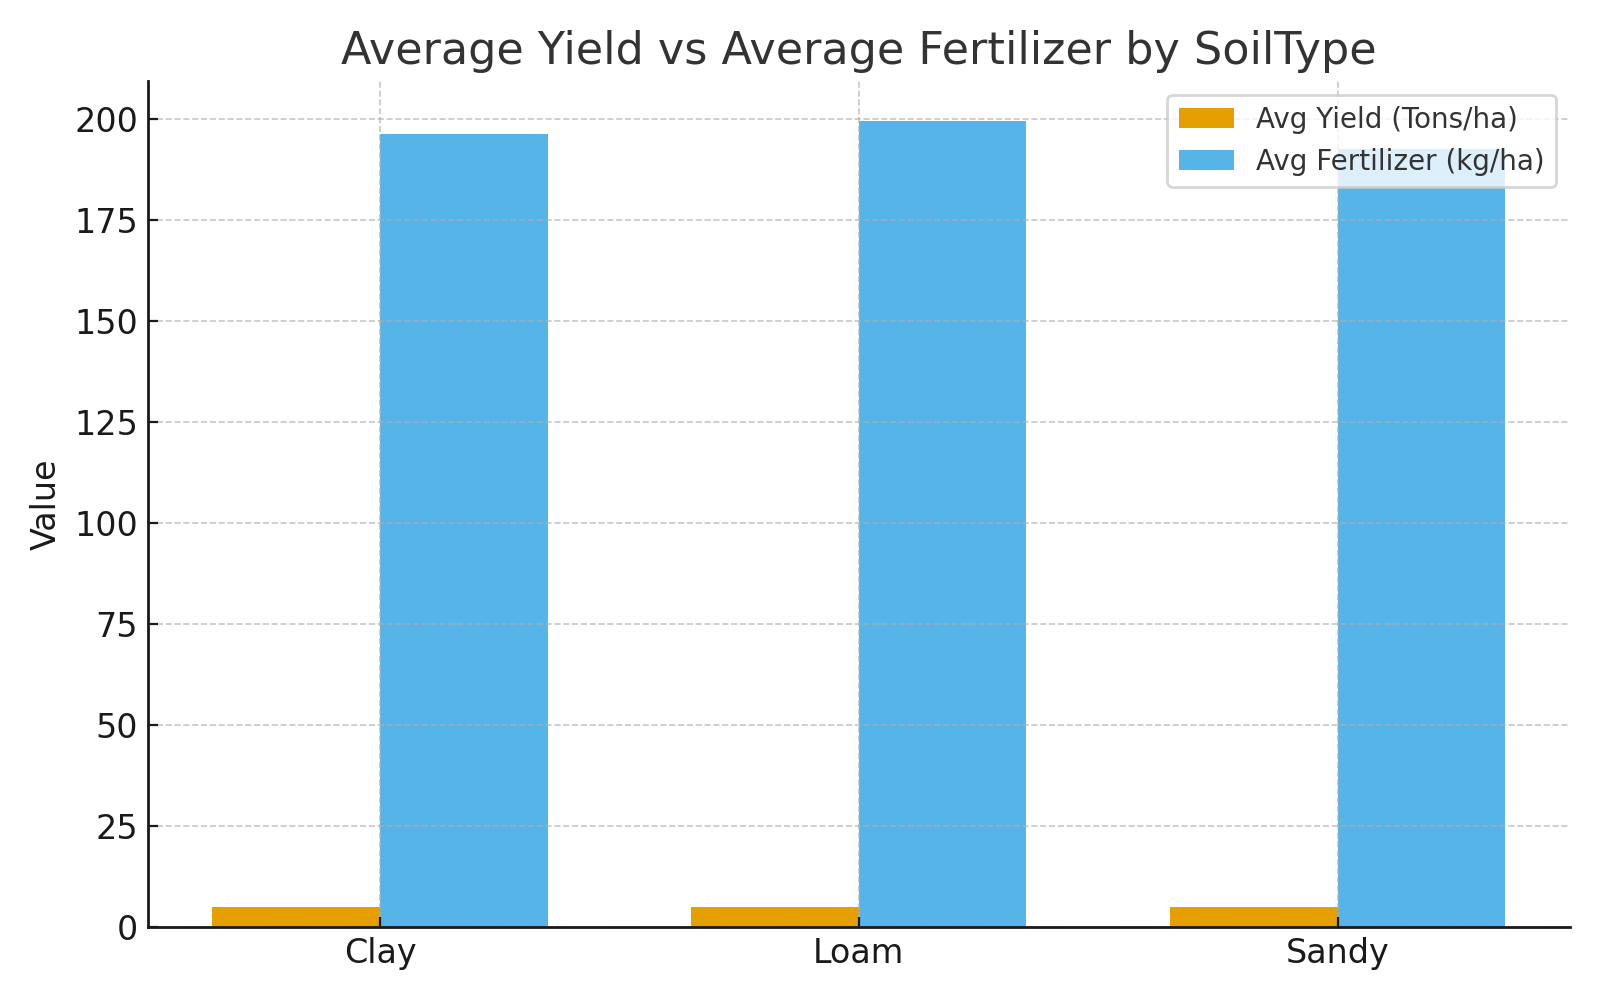 Average Yield vs Average Fertilizer by SoilType
Avg Yield (Tons/ha)
Avg Fertilizer (kg/ha)
Value
200
175
150
125
100
75
50
25
0
Clay
Loam
Sandy